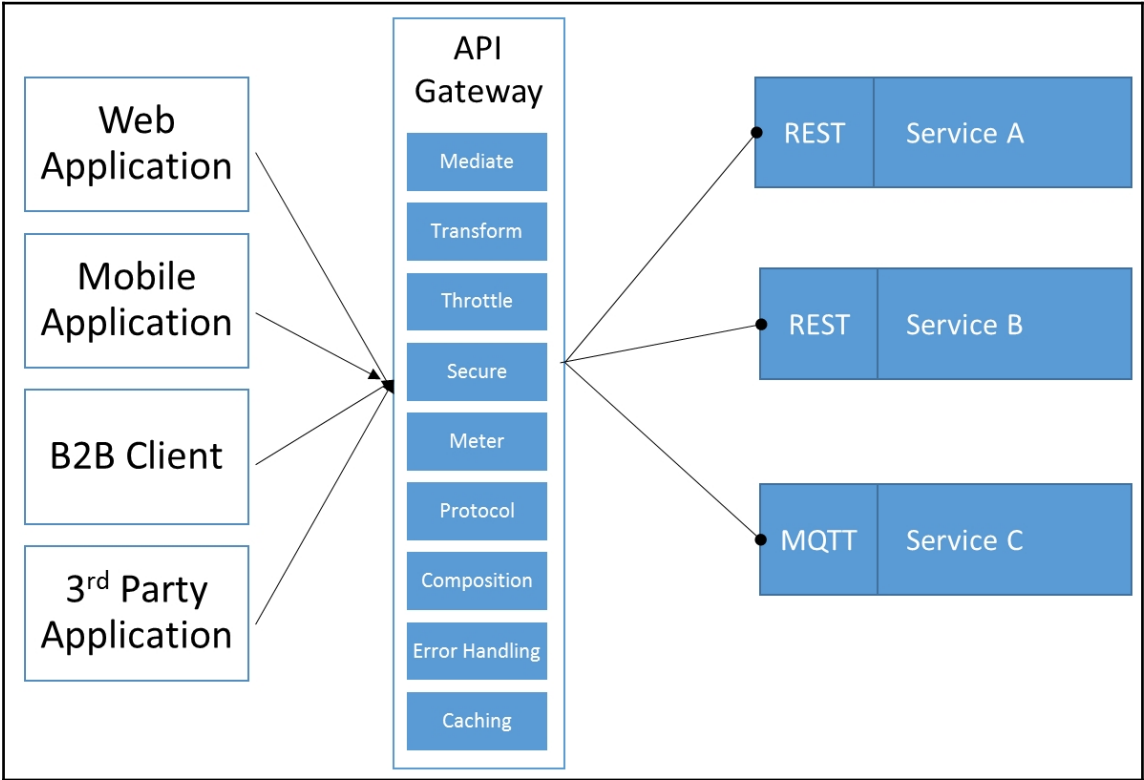 Web
Application
Mobile
Application
B2B Client
3rd Party
Application
API
Gateway
Mediate
Transform
Throttle
Secure
Meter
Protocol
Composition
Error Handling
Caching
REST
Service A
REST
Service B
MQTT
Service C